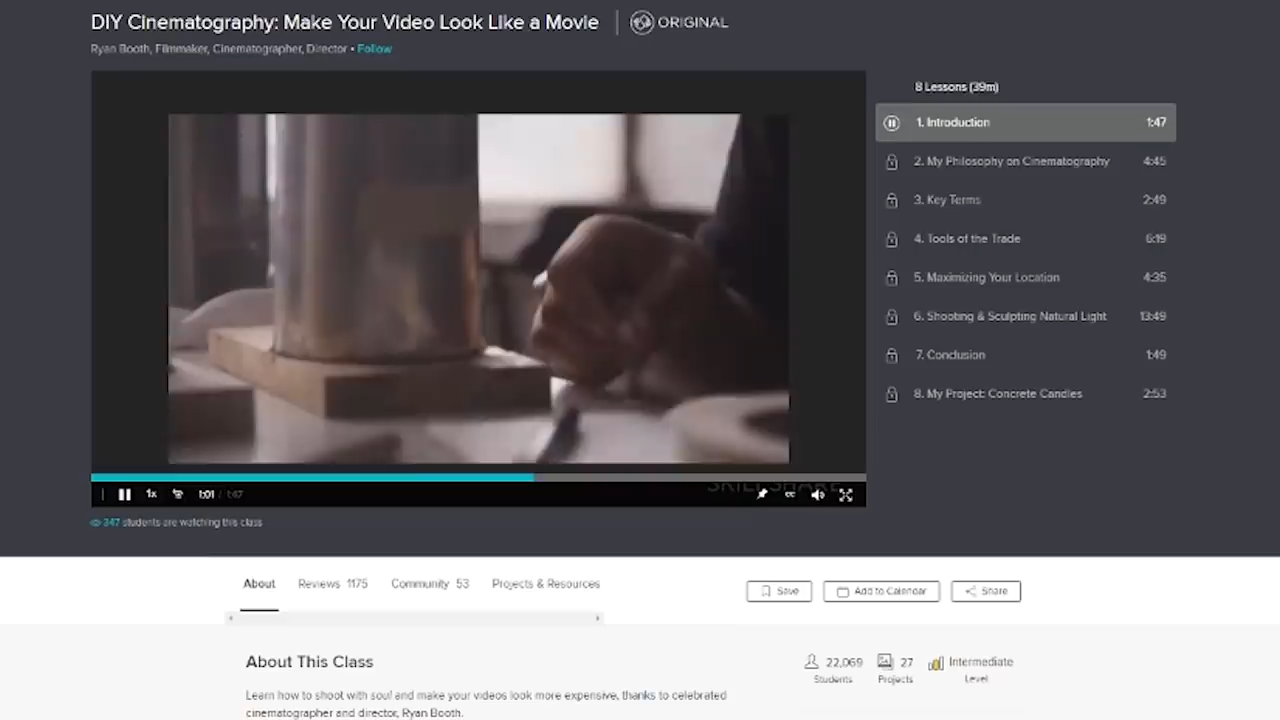 DIY Cinematography: Make Your Video Look Like a Movie
ORIGINAL
Ryan Booth, Filmmaker, Cinematographer, Director • Follow
8 Lessons (39m)
1. Introduction 1:47
2. My Philosophy on Cinematography 4:45
3. Key Terms 2:49
4. Tools of the Trade 6:19
5. Maximizing Your Location 4:35
6. Shooting & Sculpting Natural Light 13:49
7. Conclusion 1:49
8. My Project: Concrete Candles 2:53
SKILLSHARE
1x 1:01 / 1:47 CC
347 students are watching this class
About Reviews 1175 Community 53 Projects & Resources
Save Add to Calendar Share
About This Class
22,069 27 Intermediate
Students Projects Level
Learn how to shoot with soul and make your videos look more expensive, thanks to celebrated
cinematographer and director, Ryan Booth.